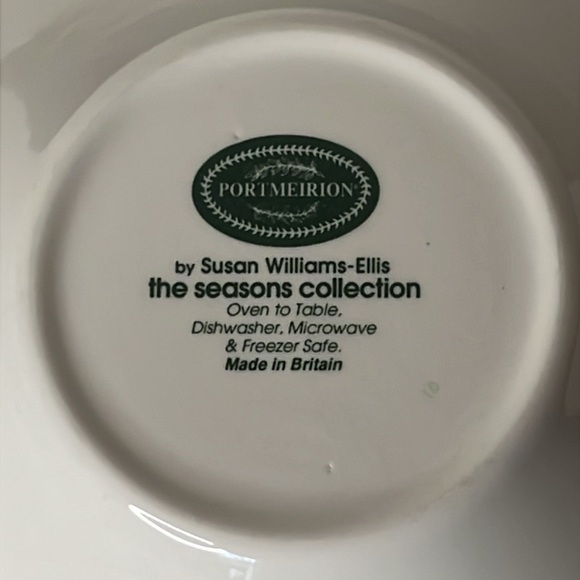 PORTMEIRION®
by Susan Williams-Ellis
the seasons collection
Oven to Table,
Dishwasher, Microwave
& Freezer Safe.
Made in Britain